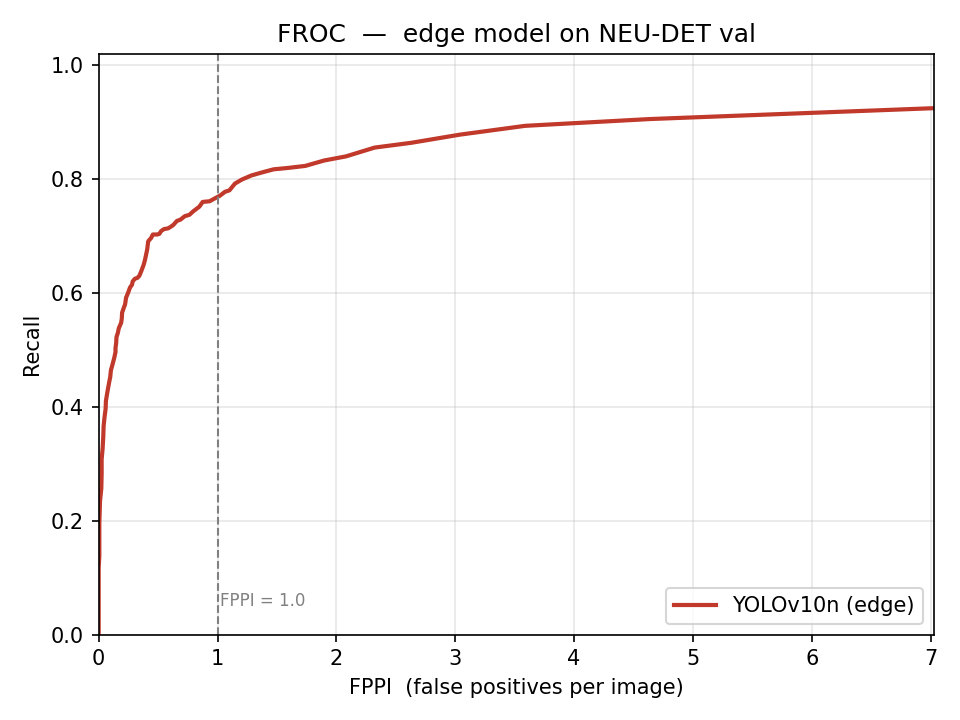 FROC — edge model on NEU-DET val
1.0
0.8
0.6
0.4
0.2
0.0
Recall
FPPI = 1.0
YOLOv10n (edge)
0 1 2 3 4 5 6 7
FPPI (false positives per image)